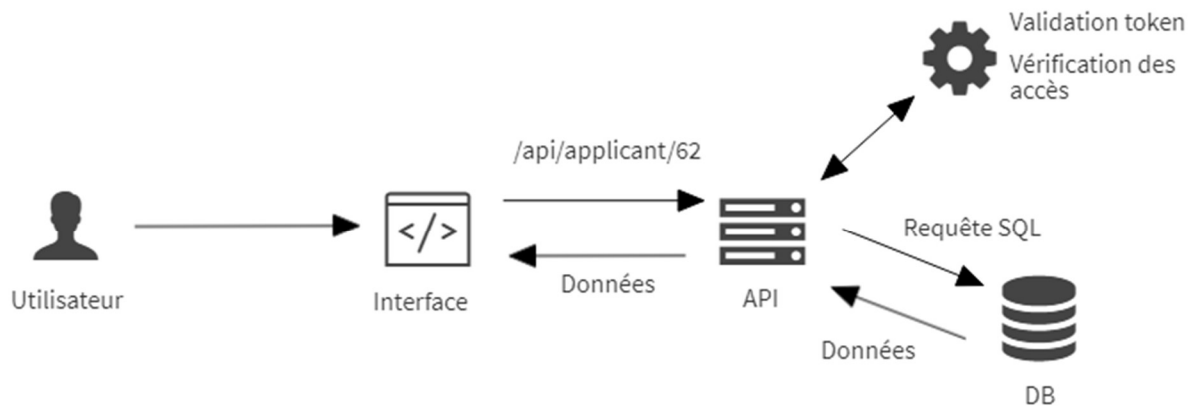 Validation token
Vérification des
accès
/api/applicant/62
</>
Requête SQL
Données
Utilisateur
Interface
API
Données
DB